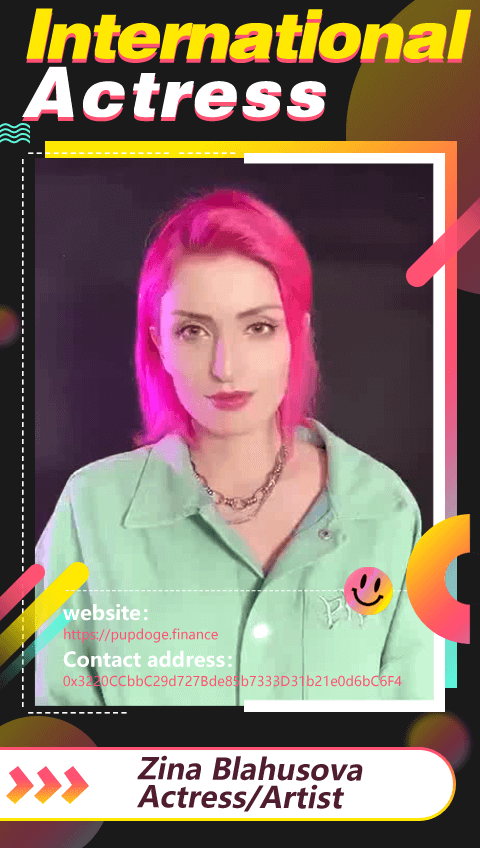 International
Actress
website:
https://pupdoge.finance
Contact address:
0x3220CCbbC29d727Bde85b7333D31b21e0d6bC6F4
Zina Blahusova
Actress/Artist